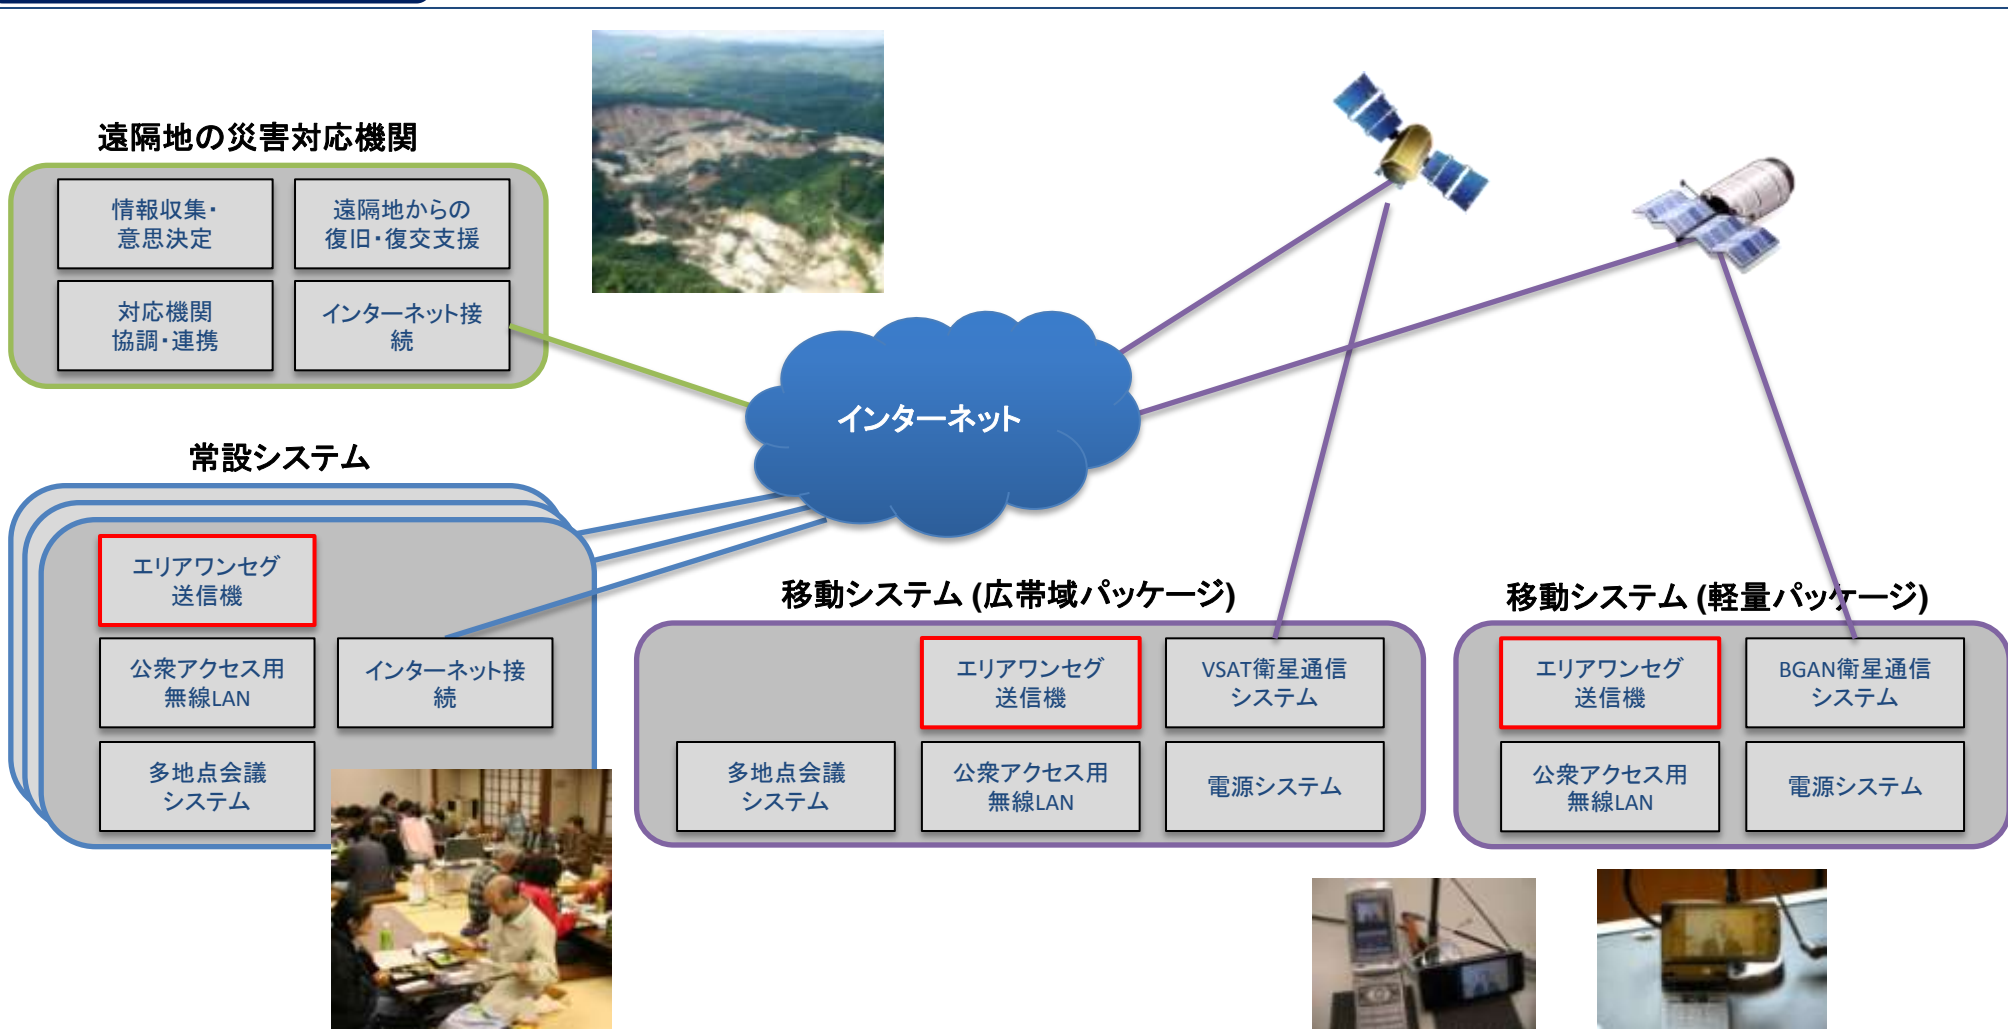 遠隔地の災害対応機関
情報収集・
意思決定
遠隔地からの
復旧・復交支援
対応機関
協調・連携
インターネット接
続
インターネット
常設システム
エリアワンセグ
送信機
公衆アクセス用
無線LAN
インターネット接
続
多地点会議
システム
移動システム (広帯域パッケージ)
エリアワンセグ
送信機
VSAT衛星通信
システム
多地点会議
システム
公衆アクセス用
無線LAN
電源システム
移動システム (軽量パッケージ)
エリアワンセグ
送信機
BGAN衛星通信
システム
公衆アクセス用
無線LAN
電源システム